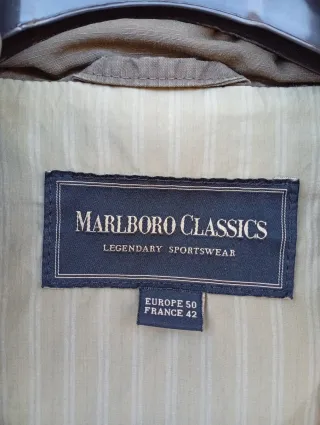 MARLBORO CLASSICS
LEGENDARY SPORTSWEAR
EUROPE 50
FRANCE 42